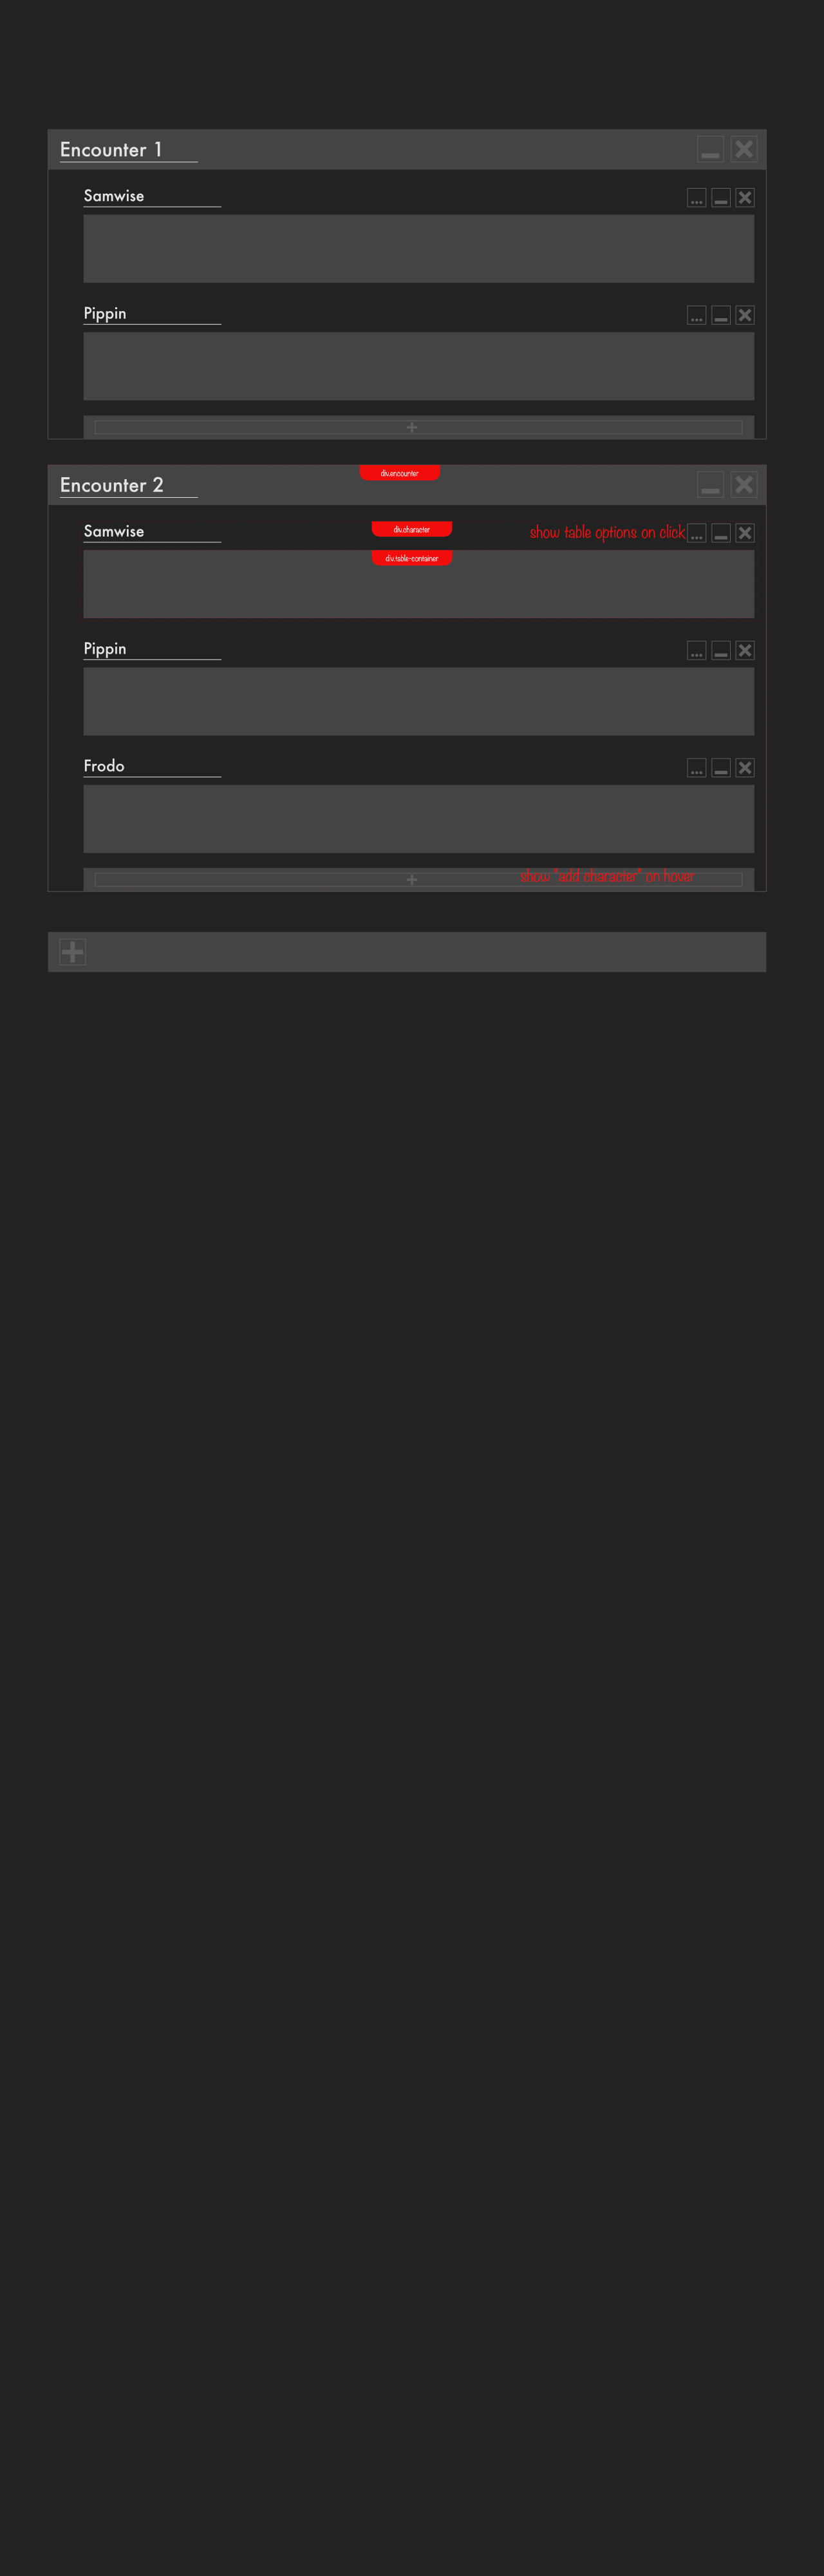 Encounter 1
Samwise
...
Pippin
...
+
div.encounter
Encounter 2
div.character
Samwise
show table options on click
...
div.table-container
Pippin
...
Frodo
...
+
show "add character" on hover
+